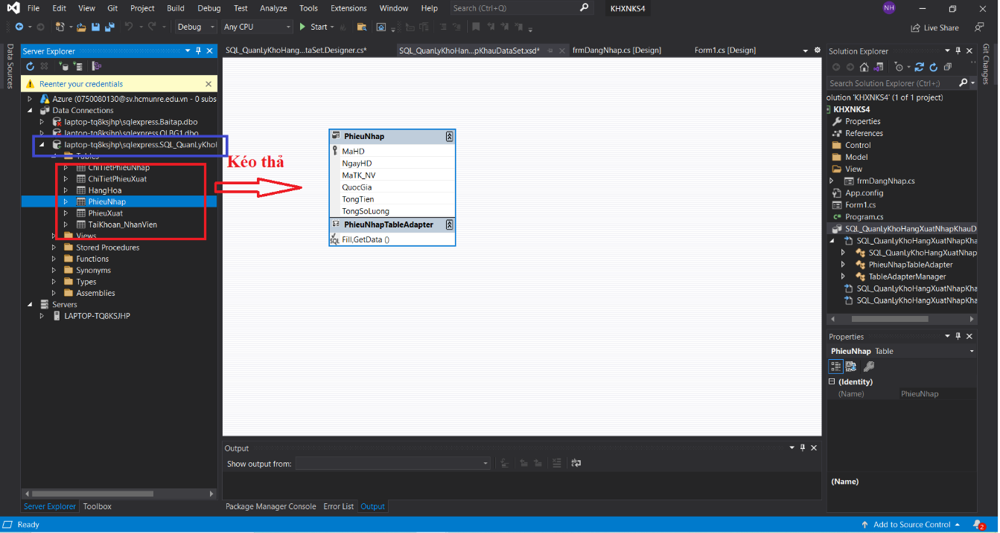 File Edit View Git Project Build Debug Test Analyze Tools Extensions Window Help Search (Ctrl+Q) KHXNKS4 NH
Debug Any CPU Start Live Share
Data Sources
Server Explorer
Reenter your credentials
Azure (0750080130@sv.hcmunre.edu.vn - 0 subs
Data Connections
laptop-tq8ksjhp\sqlexpress.Baitap.dbo
laptop-tq8ksjhp\sqlexpress.QLBG1.dbo
laptop-tq8ksjhp\sqlexpress.SQL_QuanLyKhol
Tables
ChiTietPhieuNhap
ChiTietPhieuXuat
HangHoa
PhieuNhap
PhieuXuat
TaiKhoan_NhanVien
Views
Stored Procedures
Functions
Synonyms
Types
Assemblies
Servers
LAPTOP-TQ8KSJHP
Server Explorer Toolbox
SQL_QuanLyKhoHang...taSet.Designer.cs* SQL_QuanLyKhoHan...pKhauDataSet.xsd* frmDangNhap.cs [Design] Form1.cs [Design]
Kéo thả
PhieuNhap
MaHD
NgayHD
MaTK_NV
QuocGia
TongTien
TongSoLuong
PhieuNhapTableAdapter
SQL Fill,GetData ()
Output
Show output from:
Package Manager Console Error List Output
Solution Explorer
Search Solution Explorer (Ctrl+;)
olution 'KHXNKS4' (1 of 1 project)
KHXNKS4
Properties
References
Control
Model
View
frmDangNhap.cs
App.config
Form1.cs
Program.cs
SQL_QuanLyKhoHangXuatNhapKhauD
SQL_QuanLyKhoHangXuatNhapKha
SQL_QuanLyKhoHangXuatNhap
PhieuNhapTableAdapter
TableAdapterManager
SQL_QuanLyKhoHangXuatNhapKha
SQL_QuanLyKhoHangXuatNhapKha
Properties
PhieuNhap Table
(Identity)
(Name) PhieuNhap
(Name)
Git Changes
Ready Add to Source Control 2